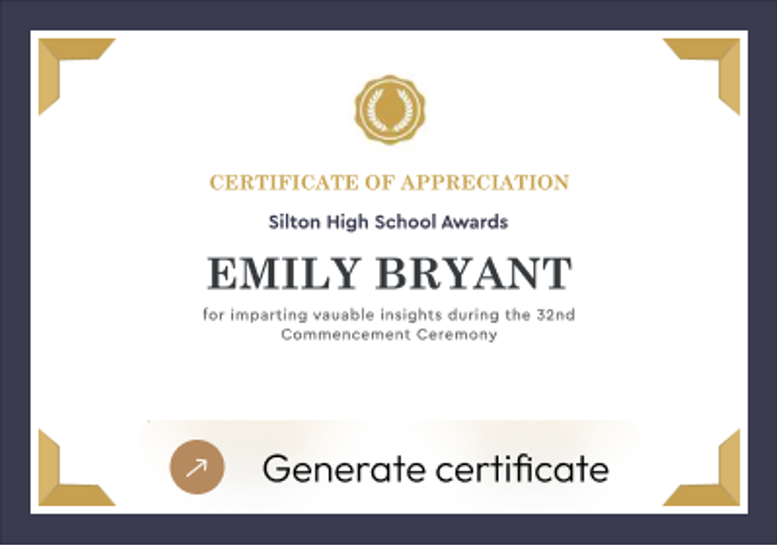 CERTIFICATE OF APPRECIATION
Silton High School Awards
EMILY BRYANT
for imparting vauable insights during the 32nd
Commencement Ceremony
Generate certificate